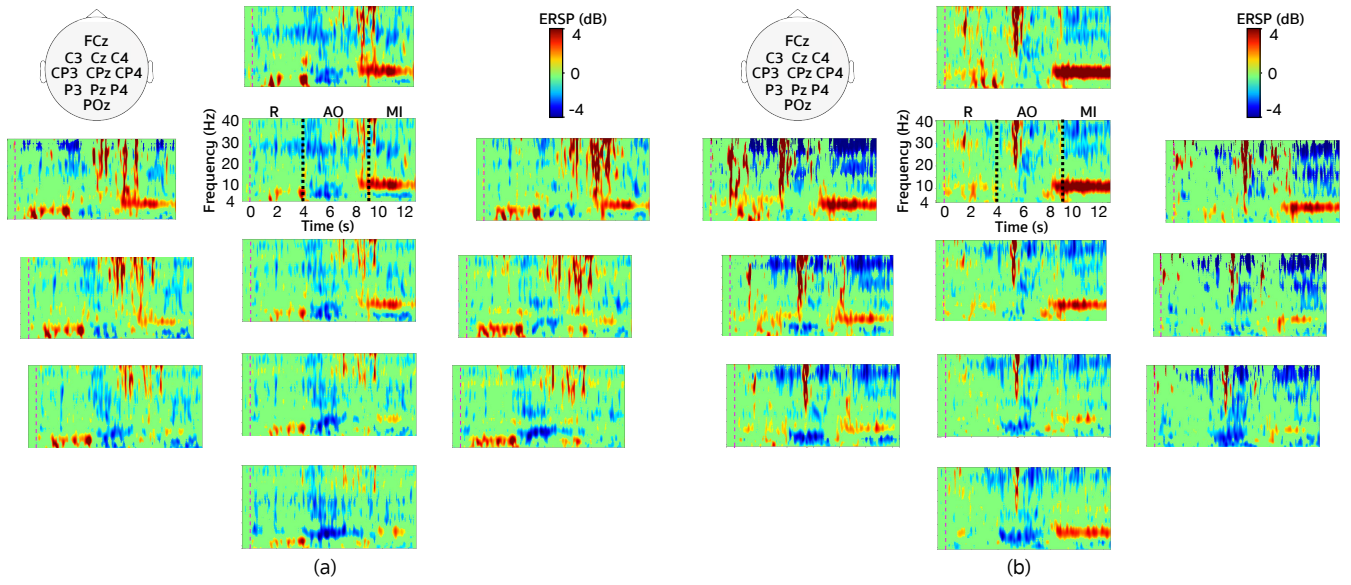 FCz
C3 Cz C4
CP3 CPz CP4
P3 Pz P4
POz
ERSP (dB)
4
0
-4
R AO MI
Frequency (Hz)
40
30
20
10
4
0 2 4 6 8 10 12
Time (s)
(a)
FCz
C3 Cz C4
CP3 CPz CP4
P3 Pz P4
POz
ERSP (dB)
4
0
-4
R AO MI
Frequency (Hz)
40
30
20
10
4
0 2 4 6 8 10 12
Time (s)
(b)